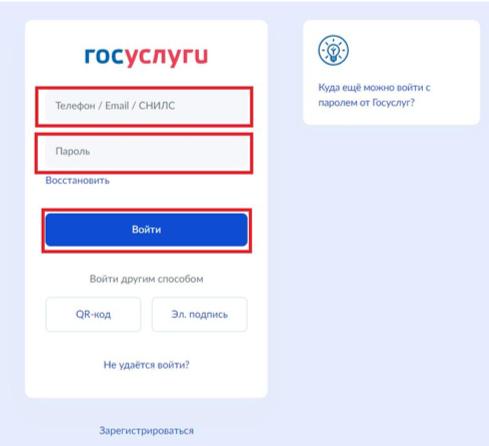 госуслуги
Телефон / Email / СНИЛС
Пароль
Восстановить
Войти
Войти другим способом
QR-код
Эл. подпись
Не удаётся войти?
Зарегистрироваться
Куда ещё можно войти с
паролем от Госуслуг?